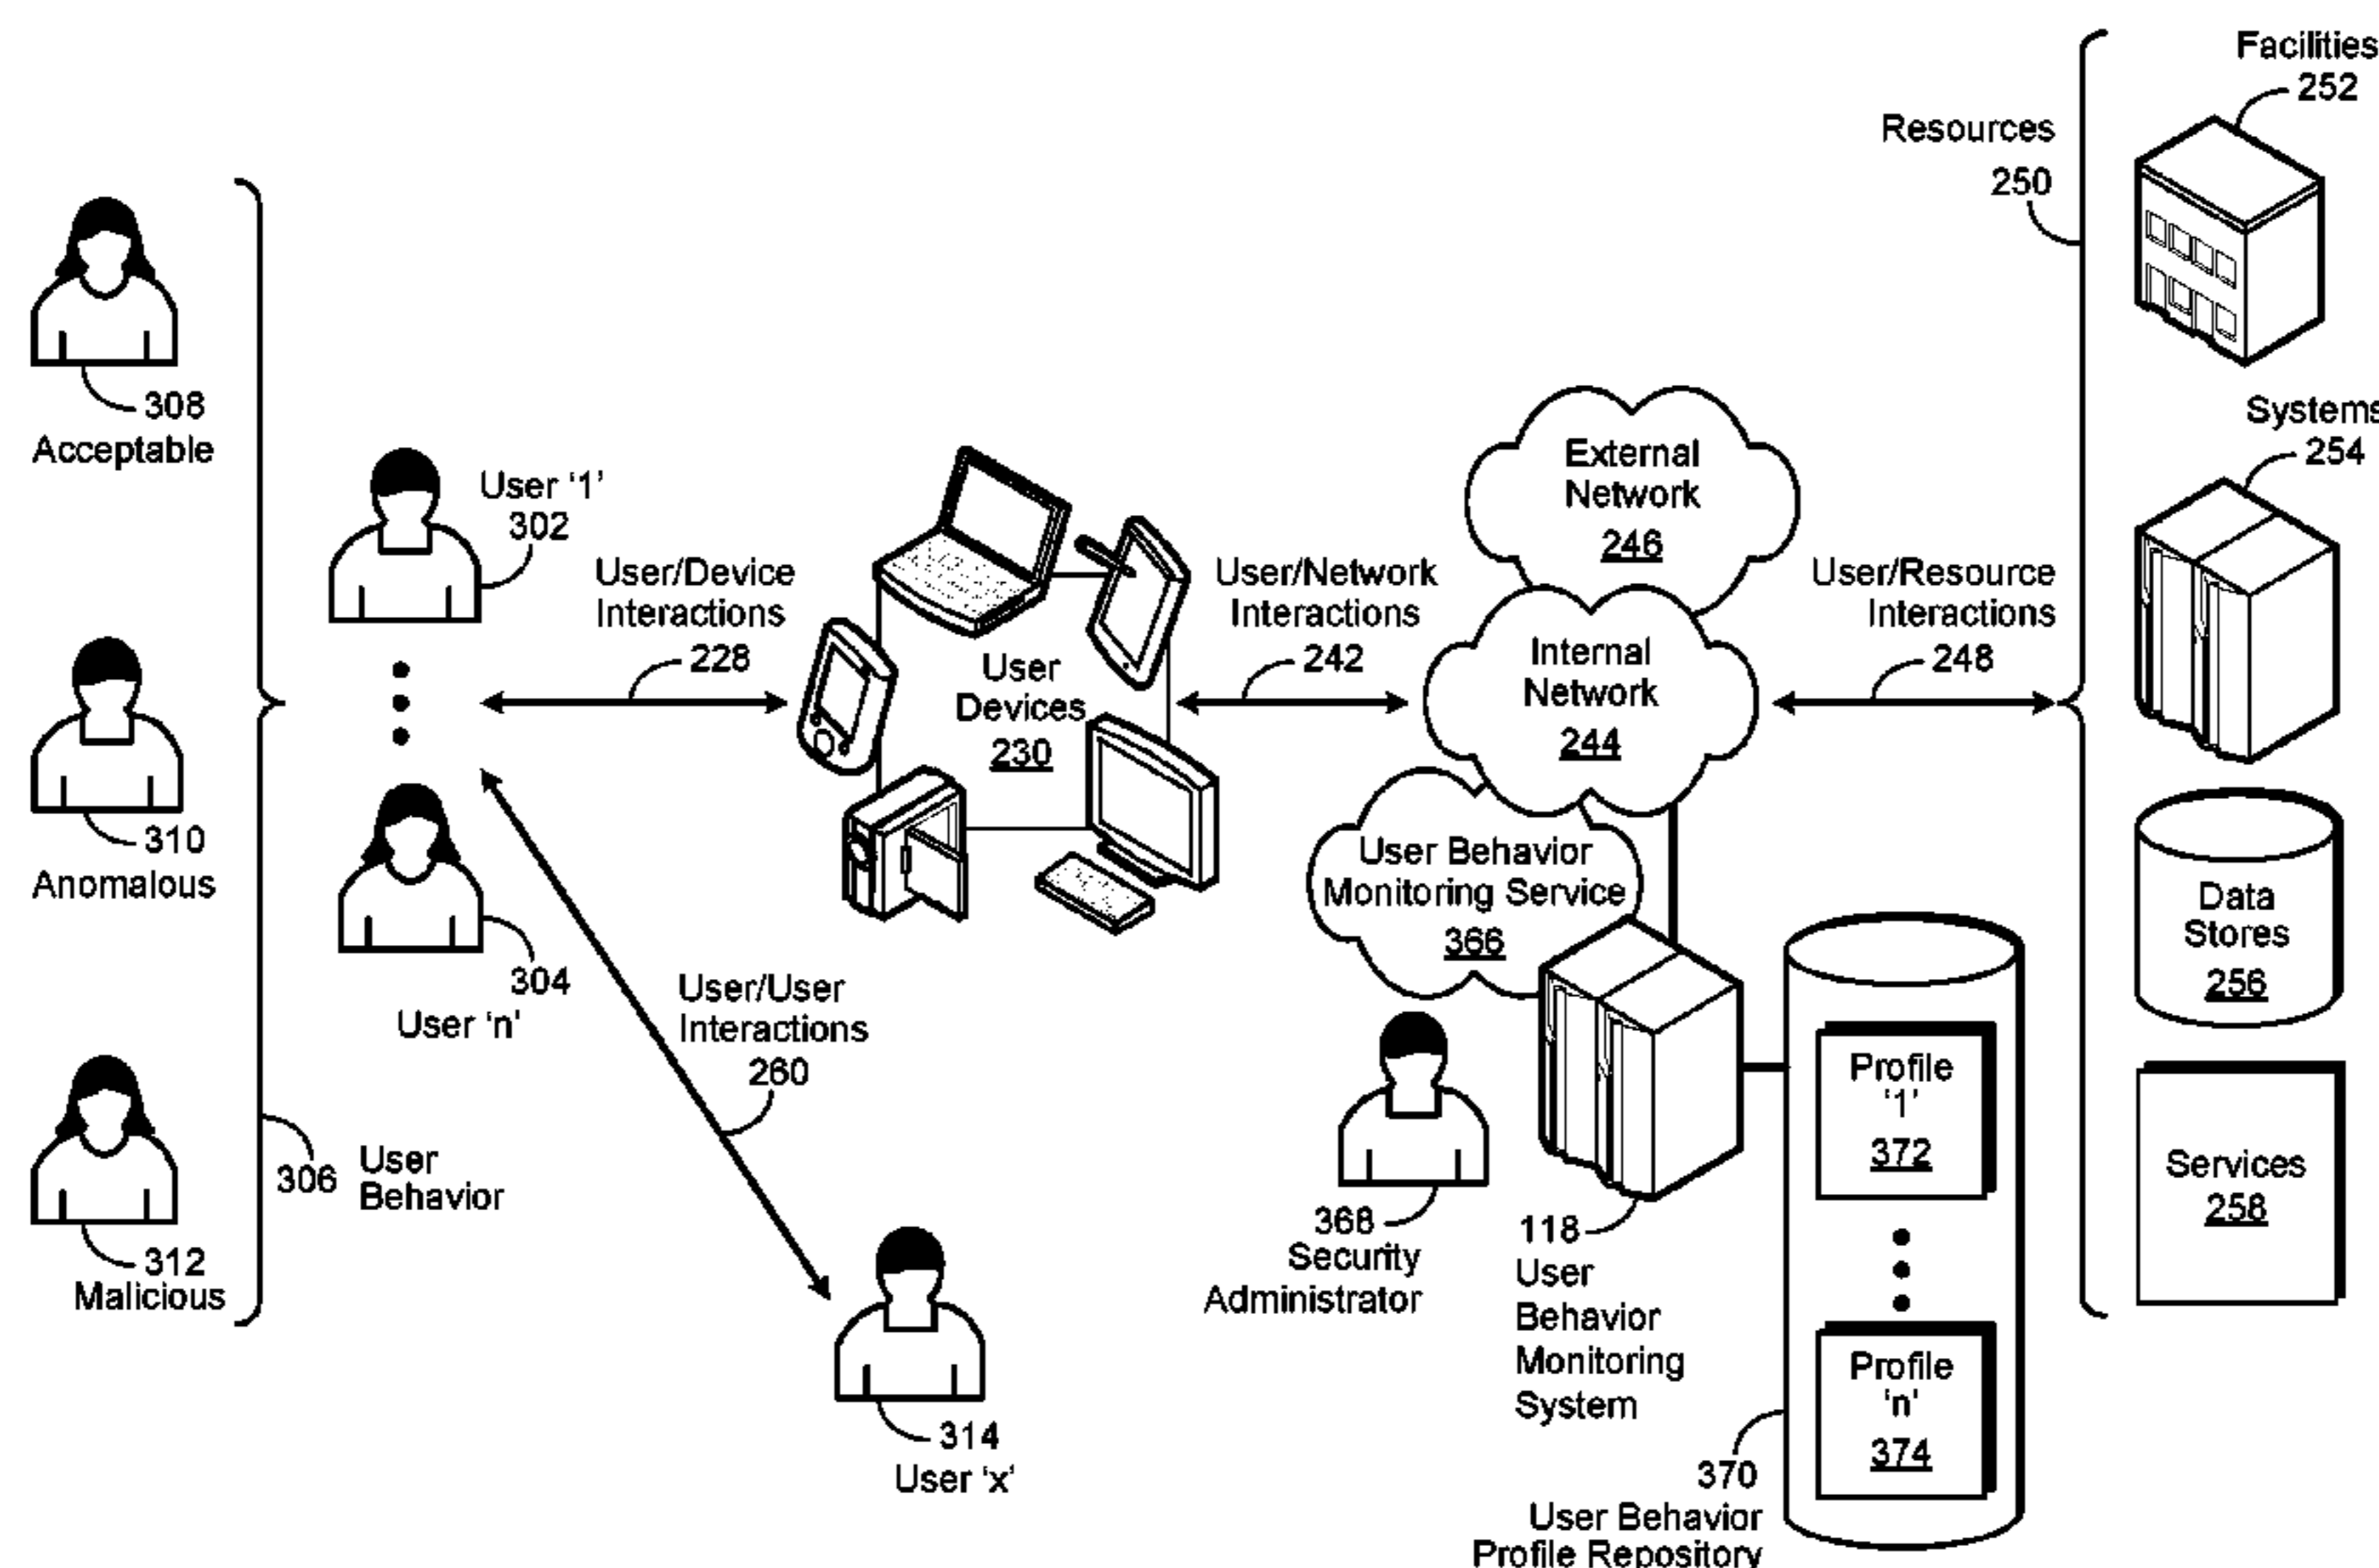 Facilities
252
Resources
250
308
Acceptable
User ‘1’
302
External
Network
246
Systems
254
User/Device
Interactions
228
User/Network
Interactions
242
User/Resource
Interactions
248
User
Devices
230
Internal
Network
244
310
Anomalous
User Behavior
Monitoring Service
366
Data
Stores
256
304
User ‘n’
User/User
Interactions
260
Profile
‘1’
372
306
User
Behavior
Services
258
312
Malicious
368
Security
Administrator
118
User
Behavior
Monitoring
System
Profile
‘n’
374
314
User ‘x’
370
User Behavior
Profile Repository